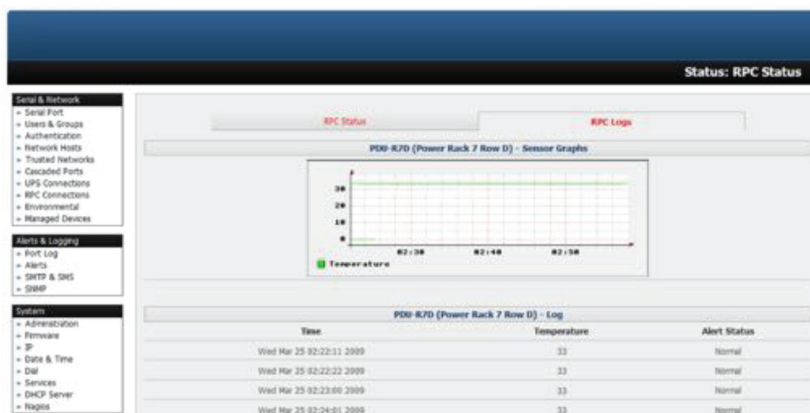 Status: RPC Status
Serial & Network
Serial Port
Users & Groups
Authentication
Network Hosts
Trusted Networks
Cascaded Ports
UPS Connections
RPC Connections
Environmental
Managed Devices
Alerts & Logging
Port Log
Alerts
SMTP & SMS
SNMP
System
Administration
Firmware
IP
Date & Time
Dial
Services
DHCP Server
Nagios
RPC Status
RPC Logs
PDU-R7D (Power Rack 7 Row D) - Sensor Graphs
30
20
10
0
02:30 02:40 02:50
Temperature
PDU-R7D (Power Rack 7 Row D) - Log
Time Temperature Alert Status
Wed Mar 25 02:22:11 2009 33 Normal
Wed Mar 25 02:22:22 2009 33 Normal
Wed Mar 25 02:23:00 2009 33 Normal
Wed Mar 25 02:24:01 2009 33 Normal